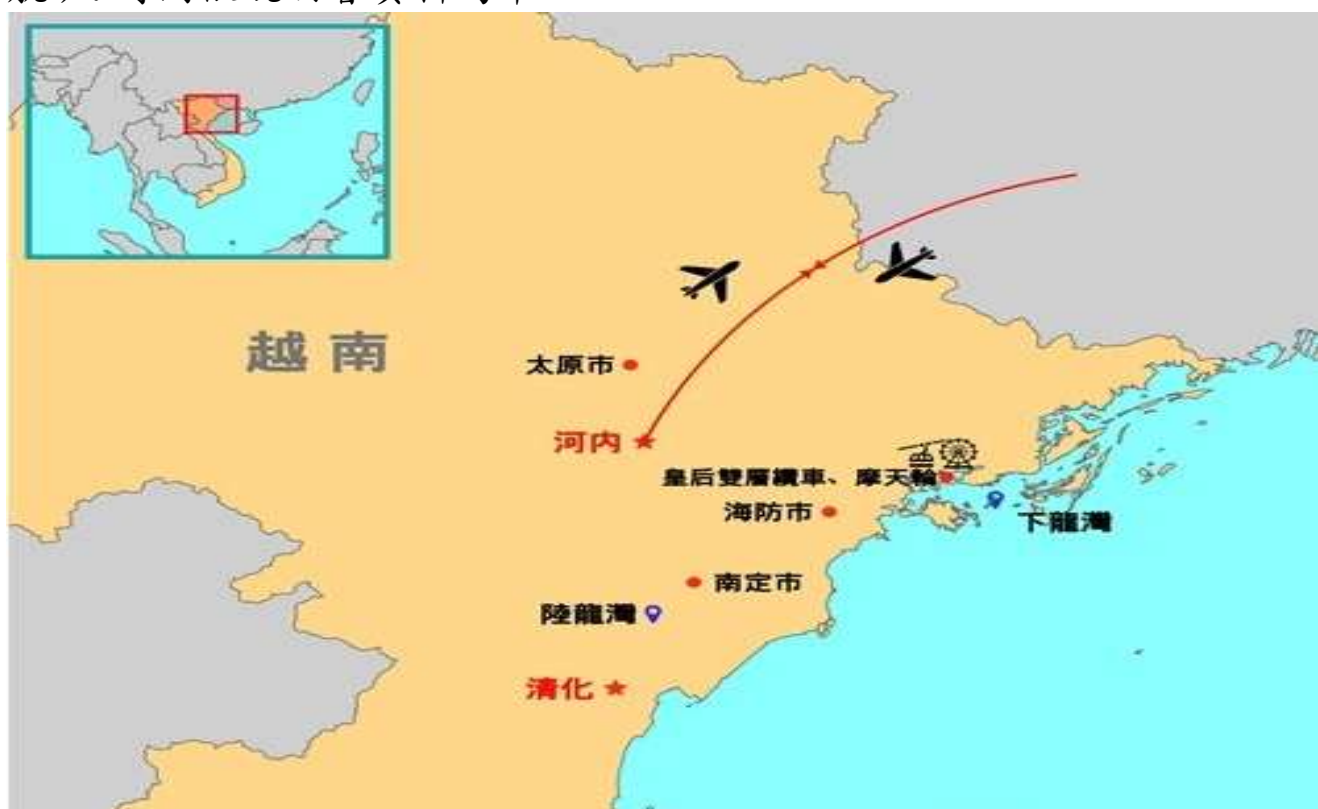 越南
太原市
河内
皇后雙層纜車、摩天輪
海防市
下龍灣
南定市
陸龍灣
清化